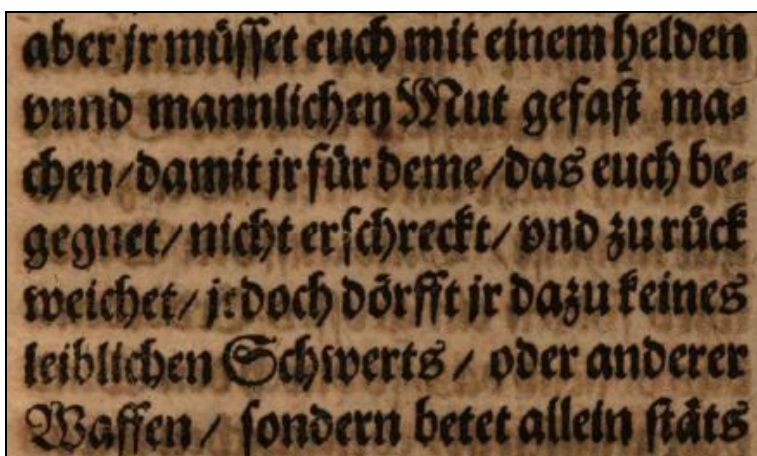 aber jr müſſet euch mit einem helden
vnnd mannlichen Mut gefaſt ma⸗
chen/damit jr für deme/das euch be⸗
gegnet/nicht erſchreckt/vnd zu rück
weichet/jedoch dörfft jr dazu keines
leiblichen Schwerts / oder anderer
Waffen / ſondern betet allein ſtäts